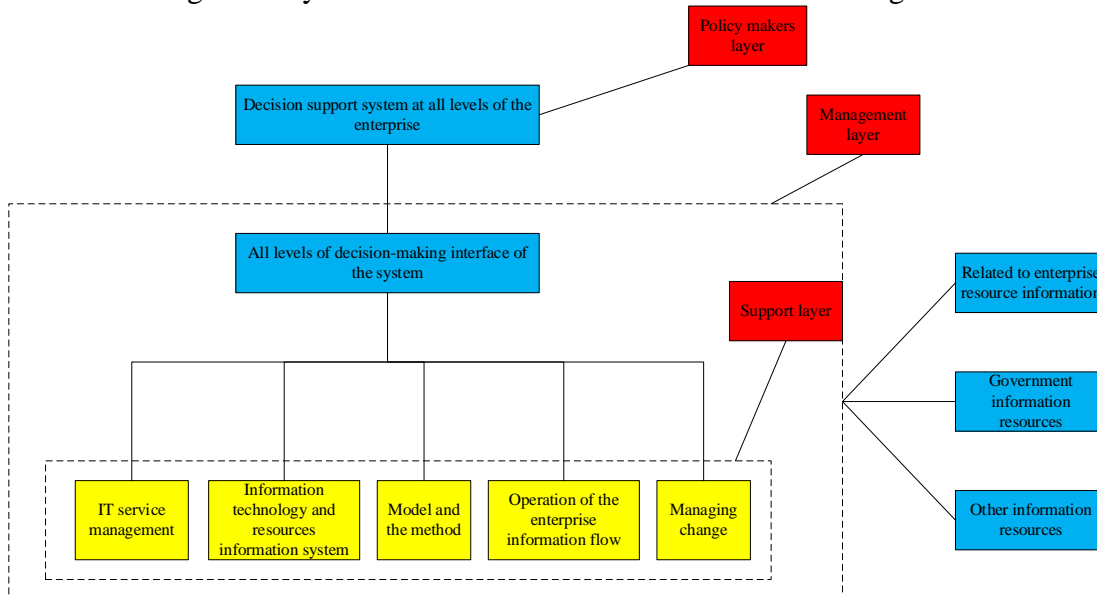 Policy makers
layer
Decision support system at all levels of the
enterprise
Management
layer
All levels of decision-making interface of
the system
Related to enterprise
resource information
Support layer
Government
information
resources
IT service
management
Information
technology and
resources
information system
Model and
the method
Operation of the
enterprise
information flow
Managing
change
Other information
resources